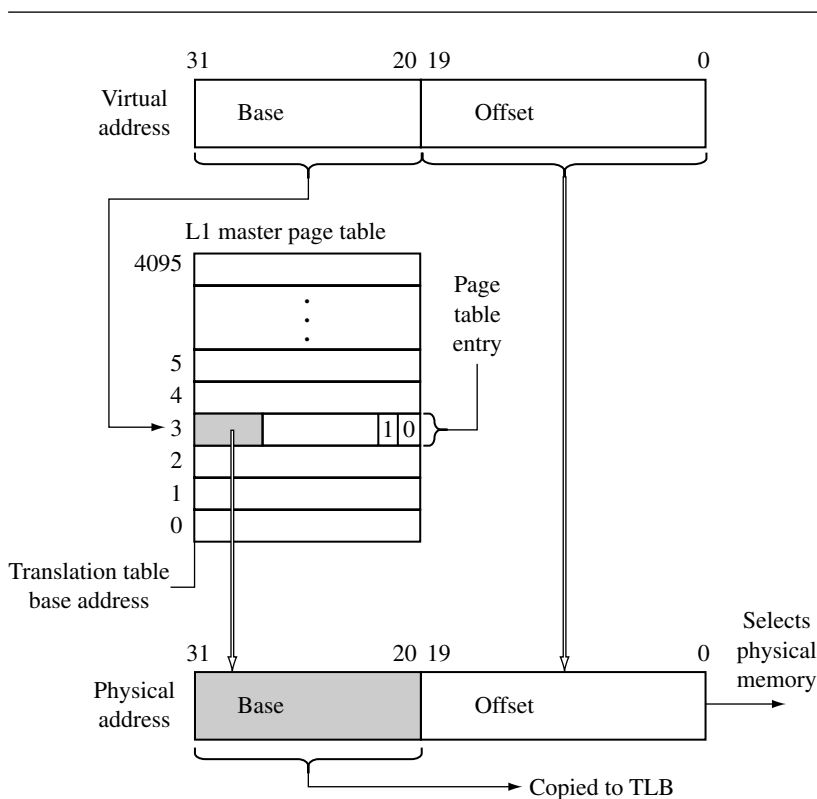 31 20 19 0
Virtual
address
Base Offset
L1 master page table
4095
Page
table
entry
5
4
3 1 0
2
1
0
Translation table
base address
Selects
physical
memory
31 20 19 0
Physical
address
Base Offset
Copied to TLB